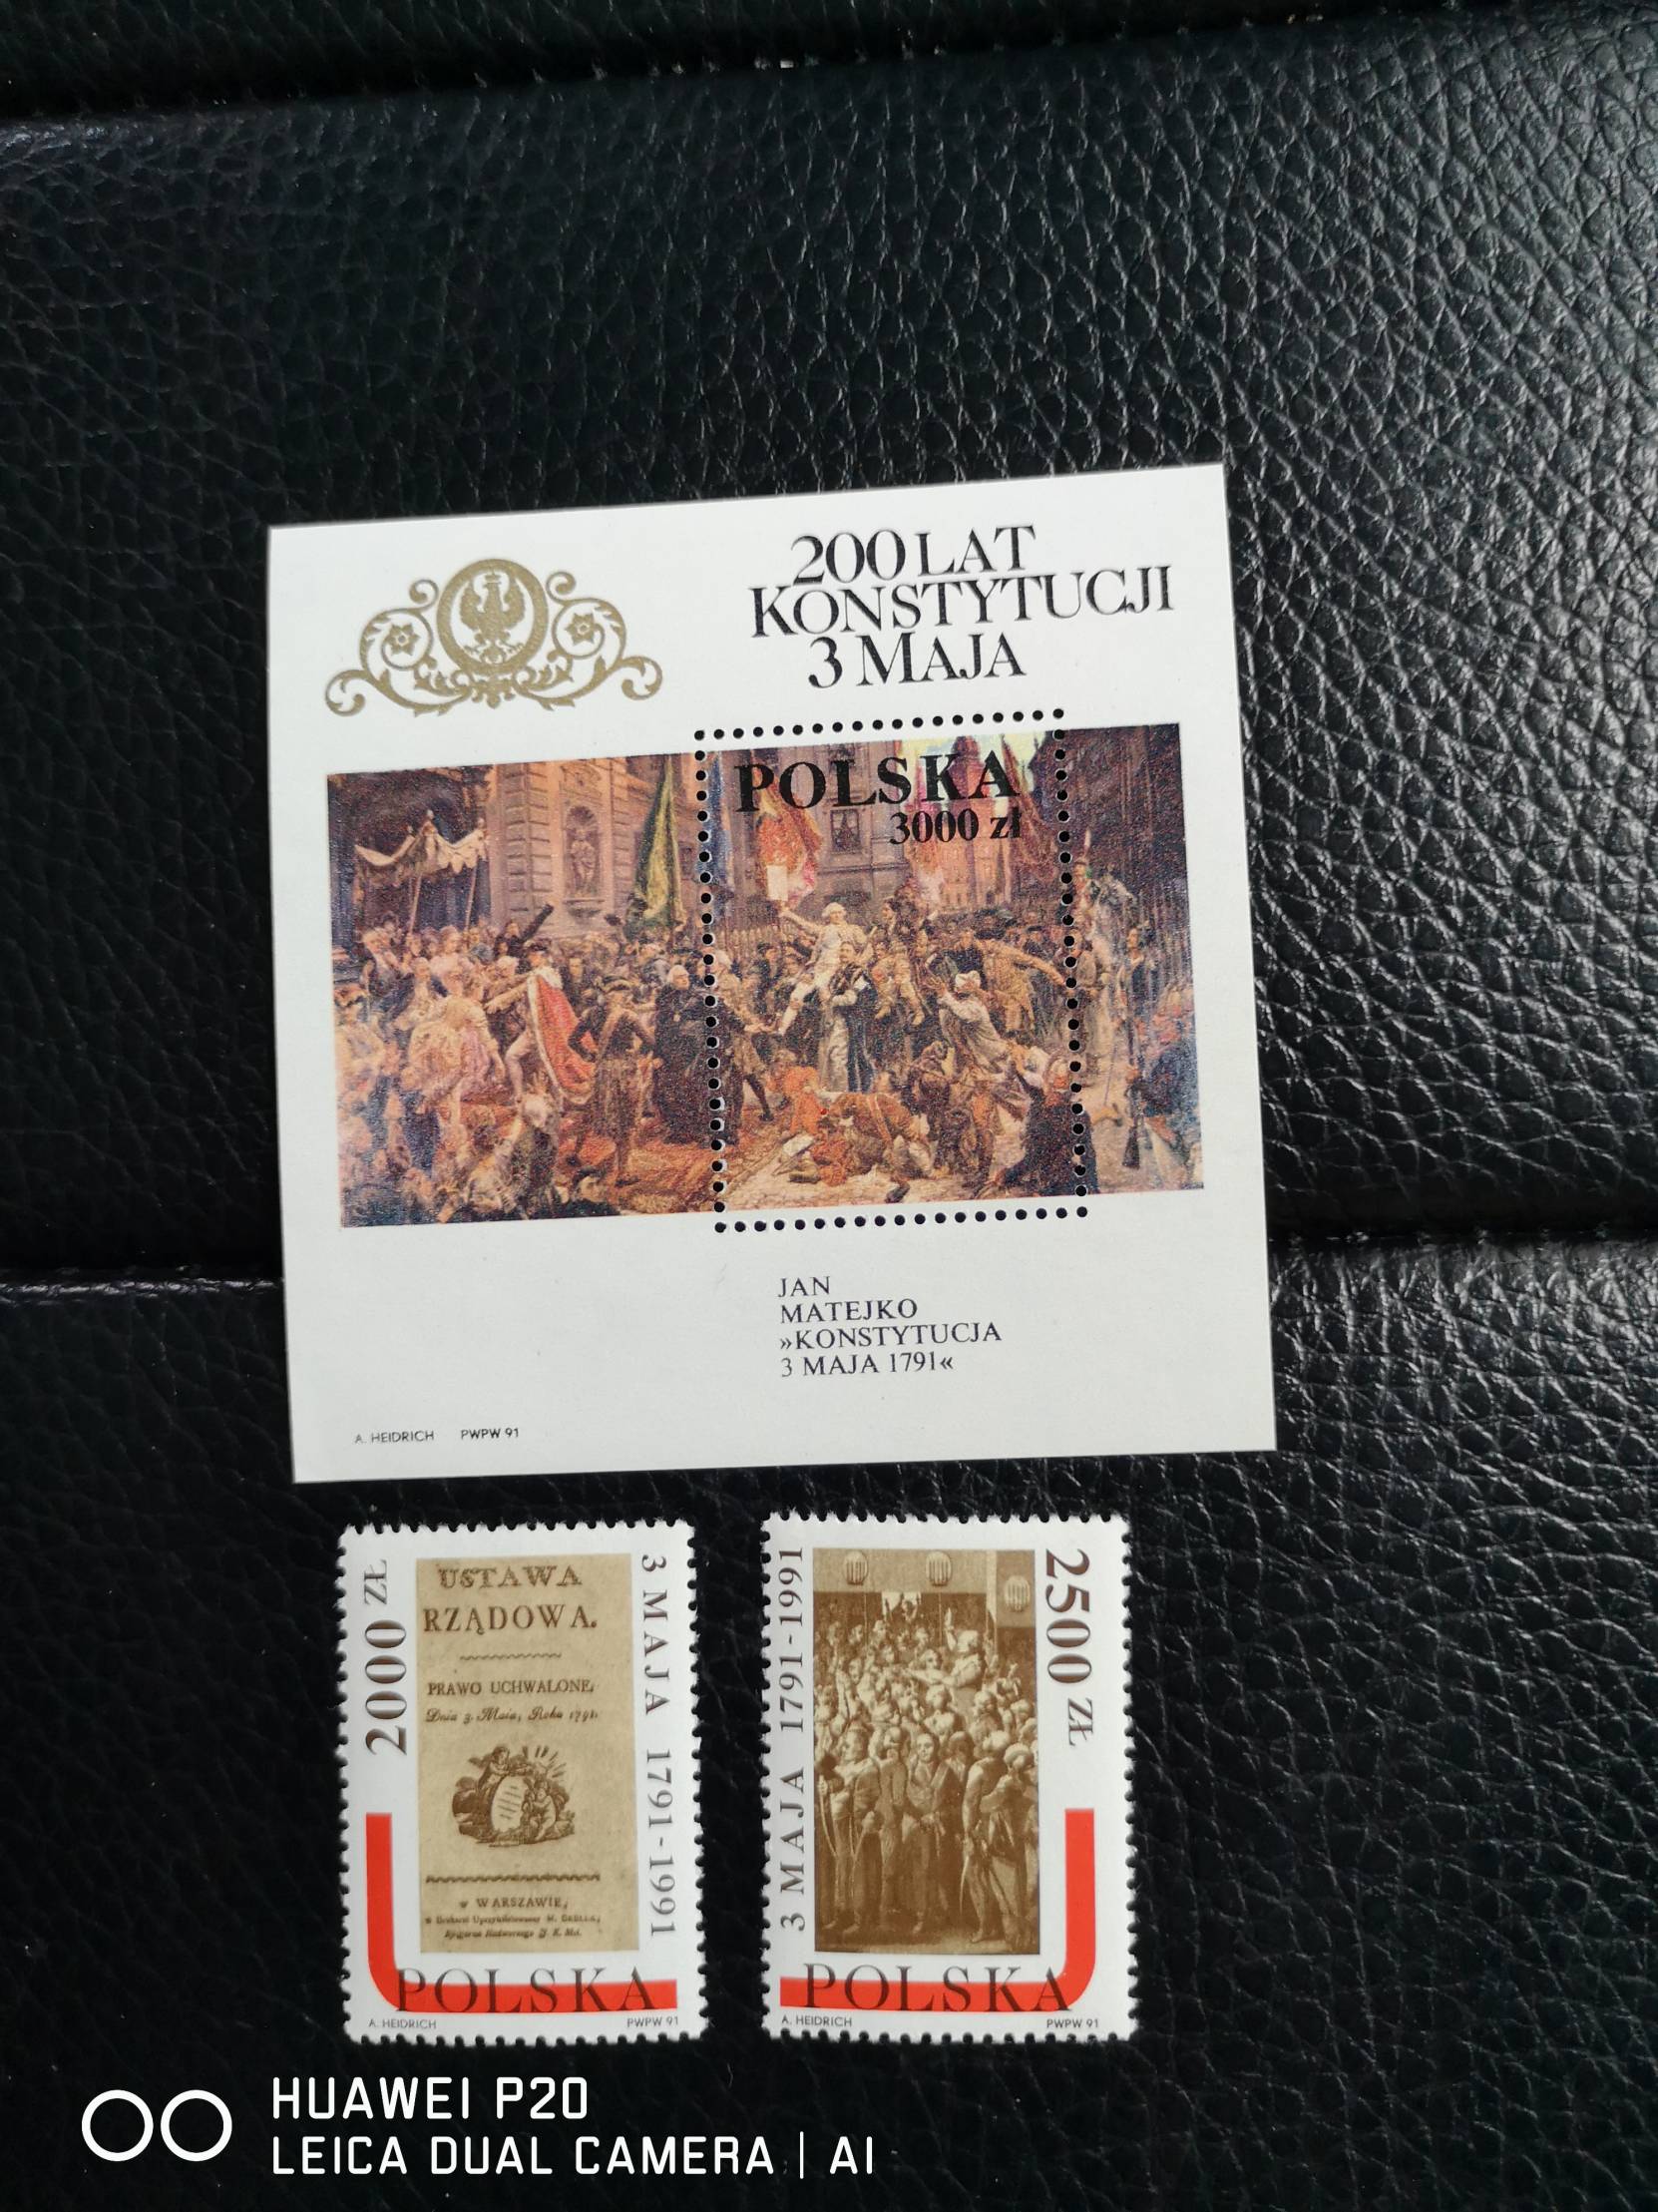 200 LAT
KONSTYTUCJI
3 MAJA
POLSKA
3000 zł
JAN
MATEJKO
»KONSTYTUCJA
3 MAJA 1791«
A. HEIDRICH PWPW 91
2000 ZŁ
USTAWA
RZĄDOWA.
PRAWO UCHWALONE,
Dnia 3. Maia, Roku 1791.
w WARSZAWIE,
3 MAJA 1791-1991
POLSKA
A. HEIDRICH PWPW 91
3 MAJA 1791-1991
2500 ZŁ
POLSKA
A. HEIDRICH PWPW 91
HUAWEI P20
LEICA DUAL CAMERA | AI